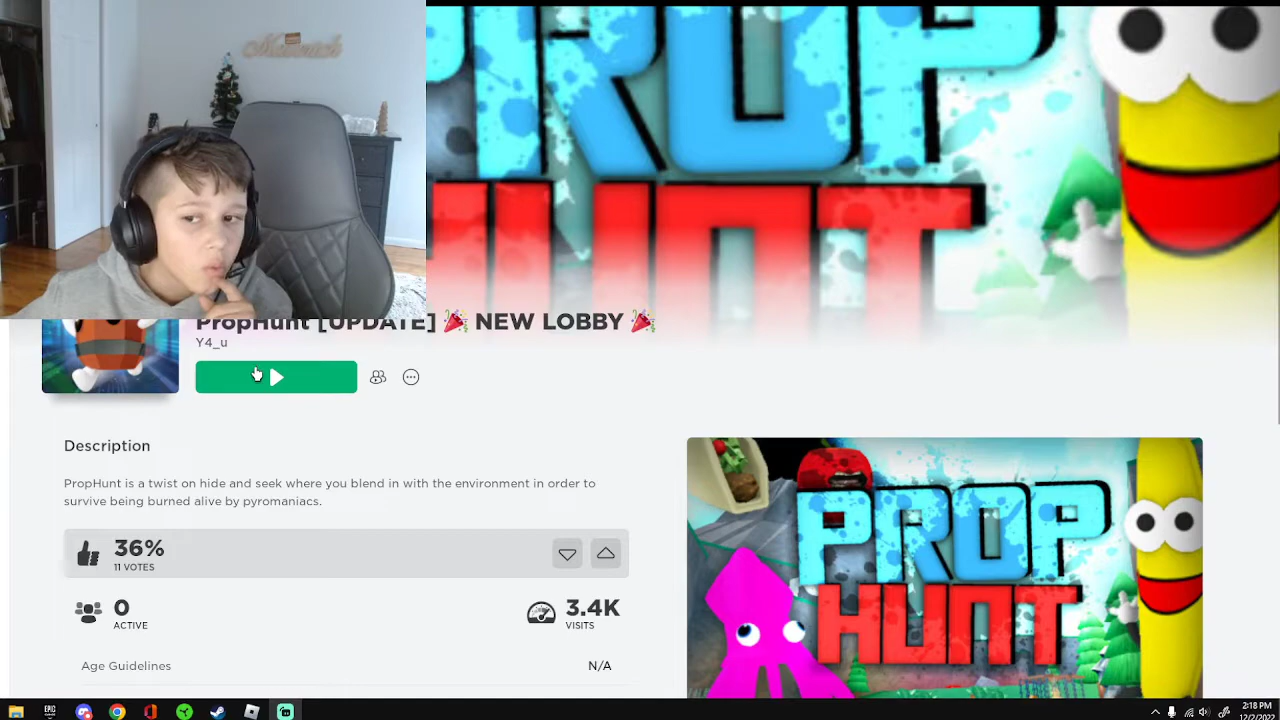 PROP
HUNT
PropHunt [UPDATE] 🎉 NEW LOBBY 🎉
Y4_u
Description
PropHunt is a twist on hide and seek where you blend in with the environment in order to
survive being burned alive by pyromaniacs.
36%
11 VOTES
0
ACTIVE
3.4K
VISITS
Age Guidelines
N/A
PROP
HUNT
EPIC
2:18 PM